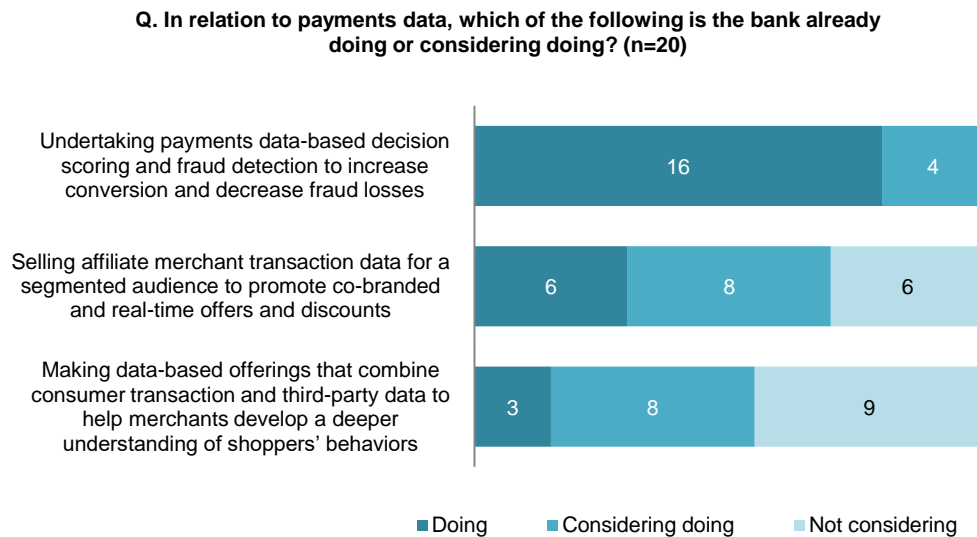 Q. In relation to payments data, which of the following is the bank already
doing or considering doing? (n=20)
Undertaking payments data-based decision
scoring and fraud detection to increase
conversion and decrease fraud losses
16
4
Selling affiliate merchant transaction data for a
segmented audience to promote co-branded
and real-time offers and discounts
6
8
6
Making data-based offerings that combine
consumer transaction and third-party data to
help merchants develop a deeper
understanding of shoppers’ behaviors
3
8
9
Doing
Considering doing
Not considering